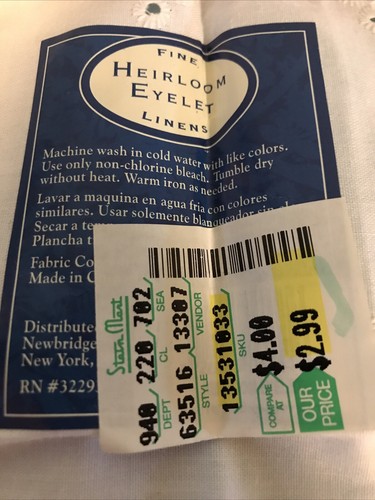 FINE
HEIRLOOM
EYELET
LINENS
Machine wash in cold water with like colors.
Use only non-chlorine bleach. Tumble dry
without heat. Warm iron as needed.
Lavar a maquina en agua fria con colores
similares. Usar solemente blanqueador
Secar a
Plancha
Fabric
Made in
Distributed
Newbridge
New York,
RN #3229
Stein Mart
940 220 702
DEPT CL SEA
63516 13307
STYLE VENDOR
13531033
SKU
COMPARE AT $4.00
OUR PRICE $2.99